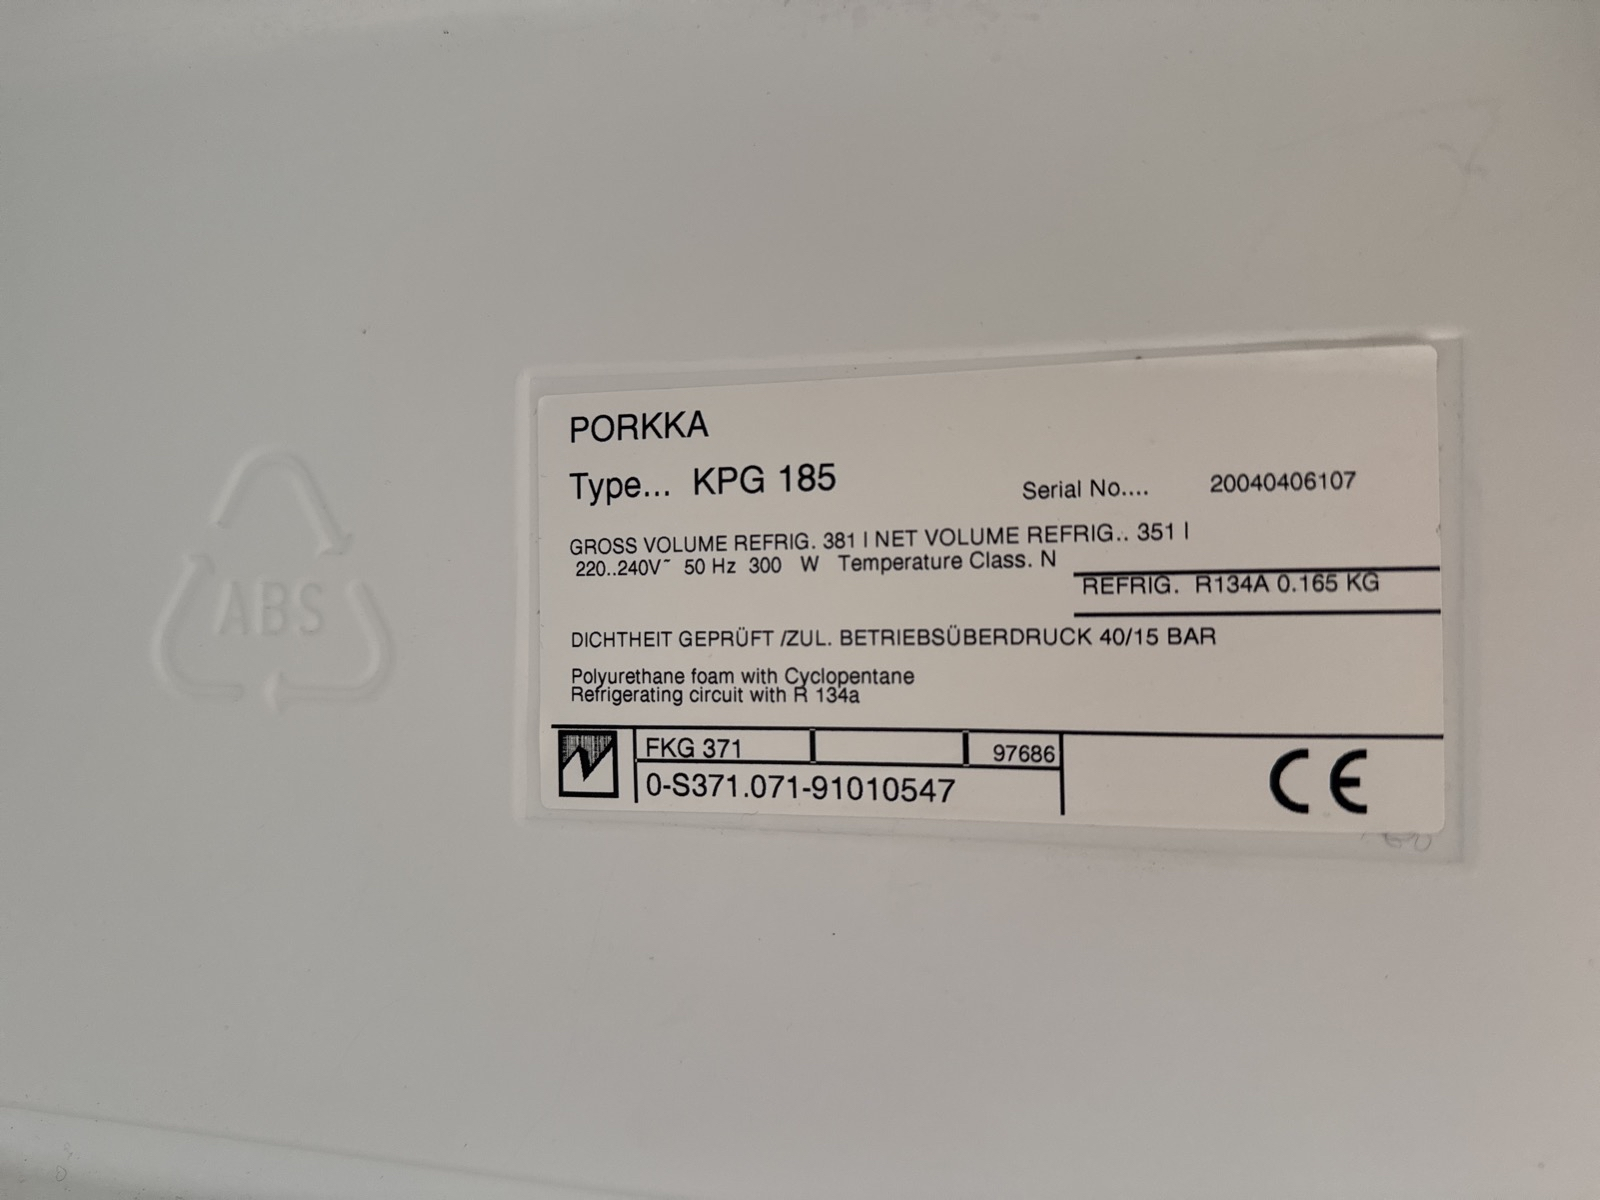 PORKKA
Type... KPG 185 Serial No.... 20040406107
GROSS VOLUME REFRIG. 381 l NET VOLUME REFRIG.. 351 l
220..240V~ 50 Hz 300 W Temperature Class. N
REFRIG. R134A 0.165 KG
DICHTHEIT GEPRÜFT /ZUL. BETRIEBSÜBERDRUCK 40/15 BAR
Polyurethane foam with Cyclopentane
Refrigerating circuit with R 134a
FKG 371 97686
0-S371.071-91010547
CE
ABS